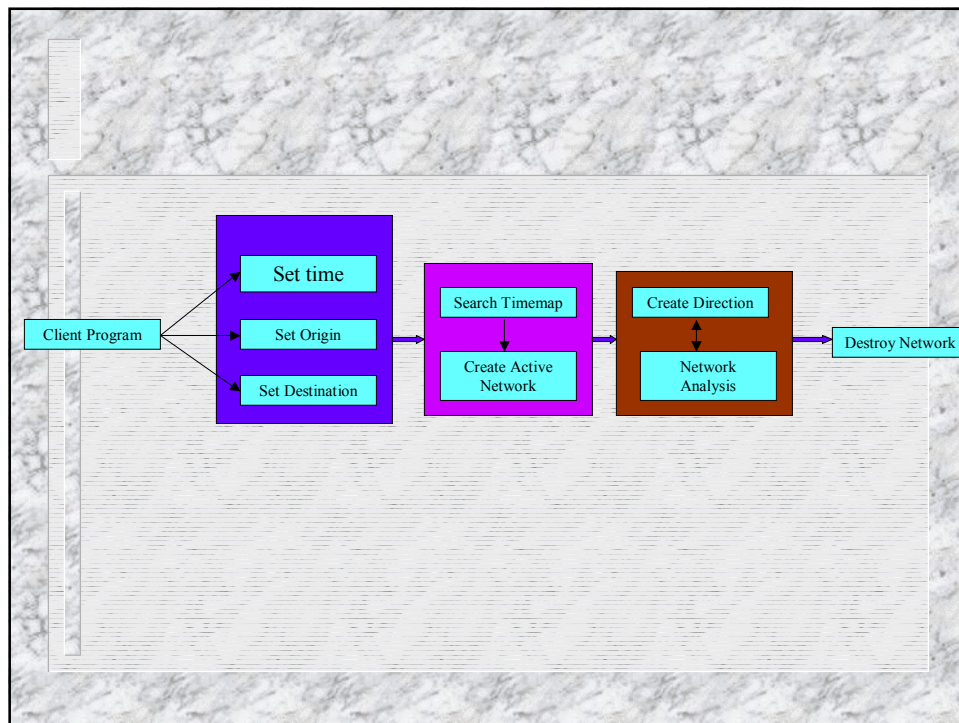 Client Program
Set time
Set Origin
Set Destination
Search Timemap
Create Active
Network
Create Direction
Network
Analysis
Destroy Network